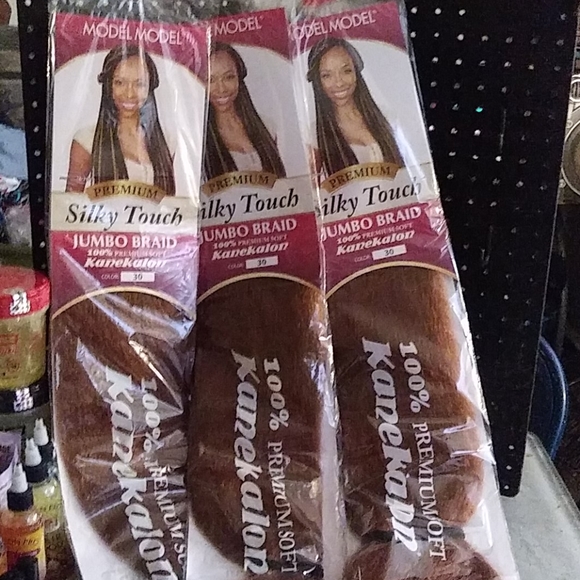 MODEL MODEL
PREMIUM
Silky Touch
JUMBO BRAID
100% PREMIUM SOFT
Kanekalon
COLOR 30
100% PREMIUM SO
Kanekalon
MODEL
PREMIUM
ilky Touch
JUMBO BRAID
100% PREMIUM SOFT
Kanekalon
COLOR 30
100% PREMIUM SOFT
Kanekalon
ODEL MODEL
PREMIUM
ilky Touch
JUMBO BRAID
100% PREMIUM SOFT
Kanekalon
COLOR 30
100% PREMIUM OFT
Kanekalon